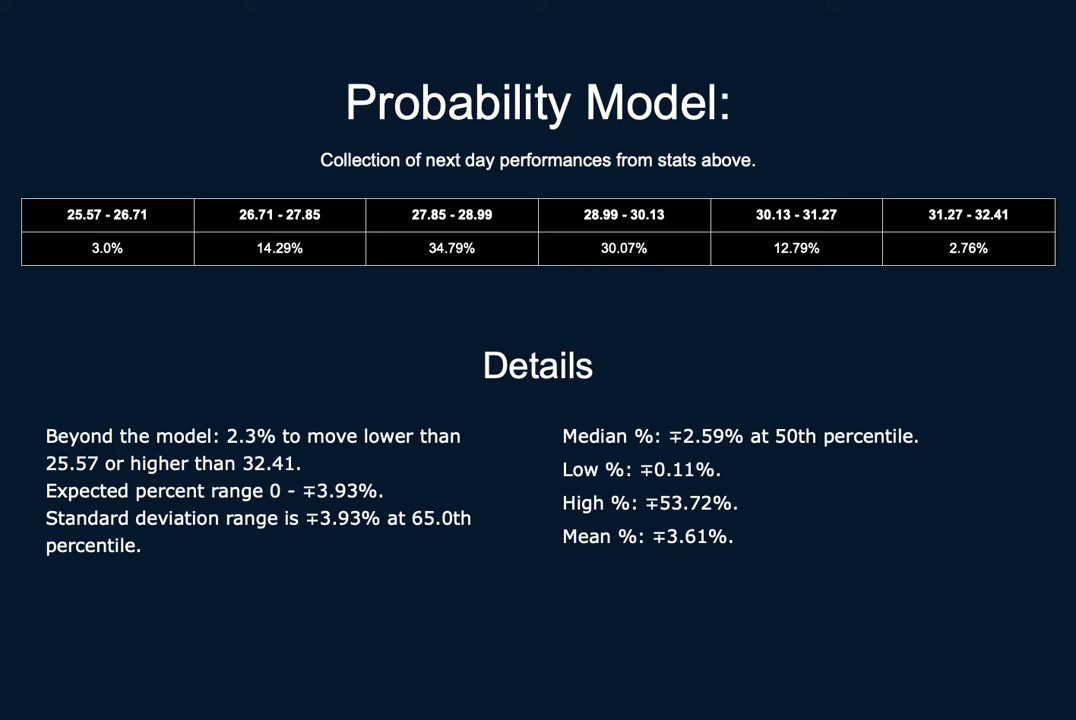 Probability Model:
Collection of next day performances from stats above.
25.57 - 26.71 26.71 - 27.85 27.85 - 28.99 28.99 - 30.13 30.13 - 31.27 31.27 - 32.41
3.0% 14.29% 34.79% 30.07% 12.79% 2.76%
Details
Beyond the model: 2.3% to move lower than
25.57 or higher than 32.41.
Expected percent range 0 - ∓3.93%.
Standard deviation range is ∓3.93% at 65.0th
percentile.
Median %: ∓2.59% at 50th percentile.
Low %: ∓0.11%.
High %: ∓53.72%.
Mean %: ∓3.61%.